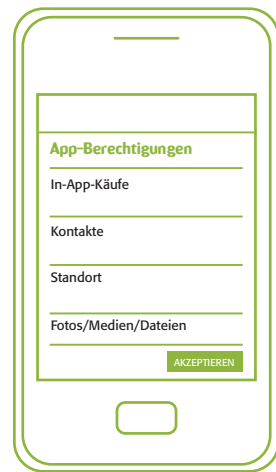 App-Berechtigungen
In-App-Käufe
Kontakte
Standort
Fotos/Medien/Dateien
AKZEPTIEREN